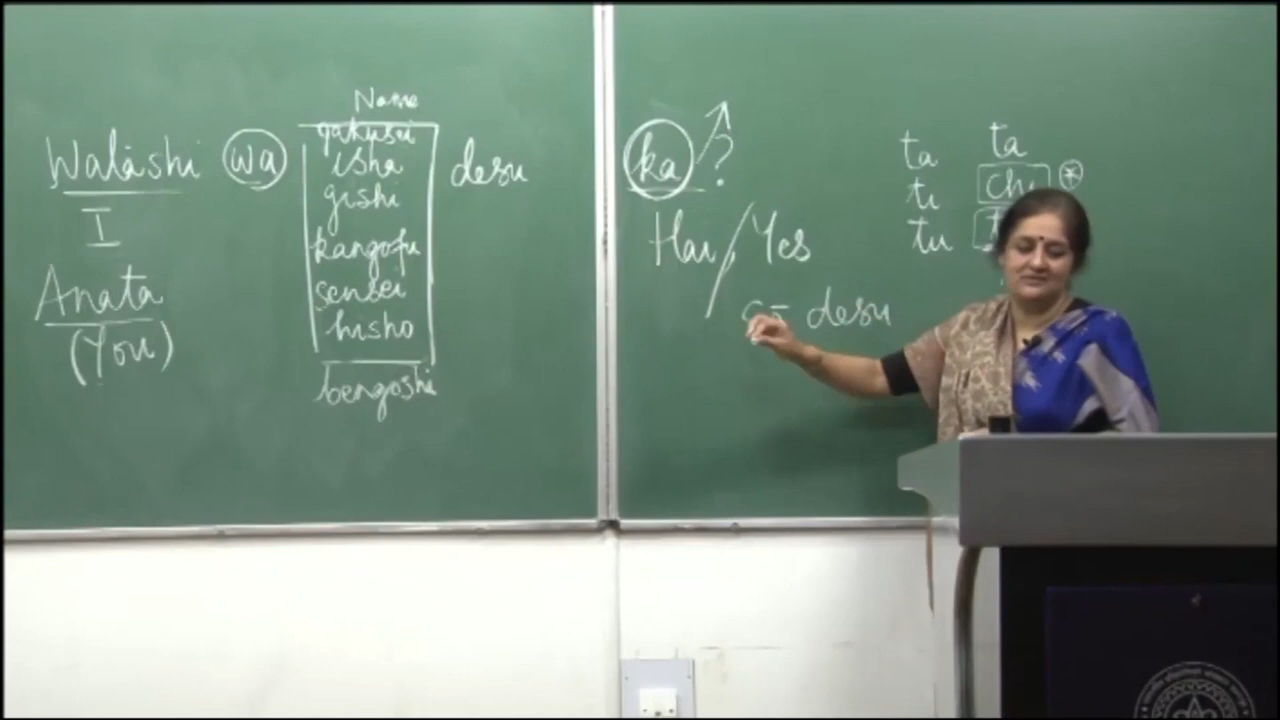 Name
gakusei
Watashi wa isha desu
gishi
I
kangofu
Anata
sensei
(You)
hisho
bengoshi
ka ?
Hai / Yes
desu
ta ta
ti chi
tu